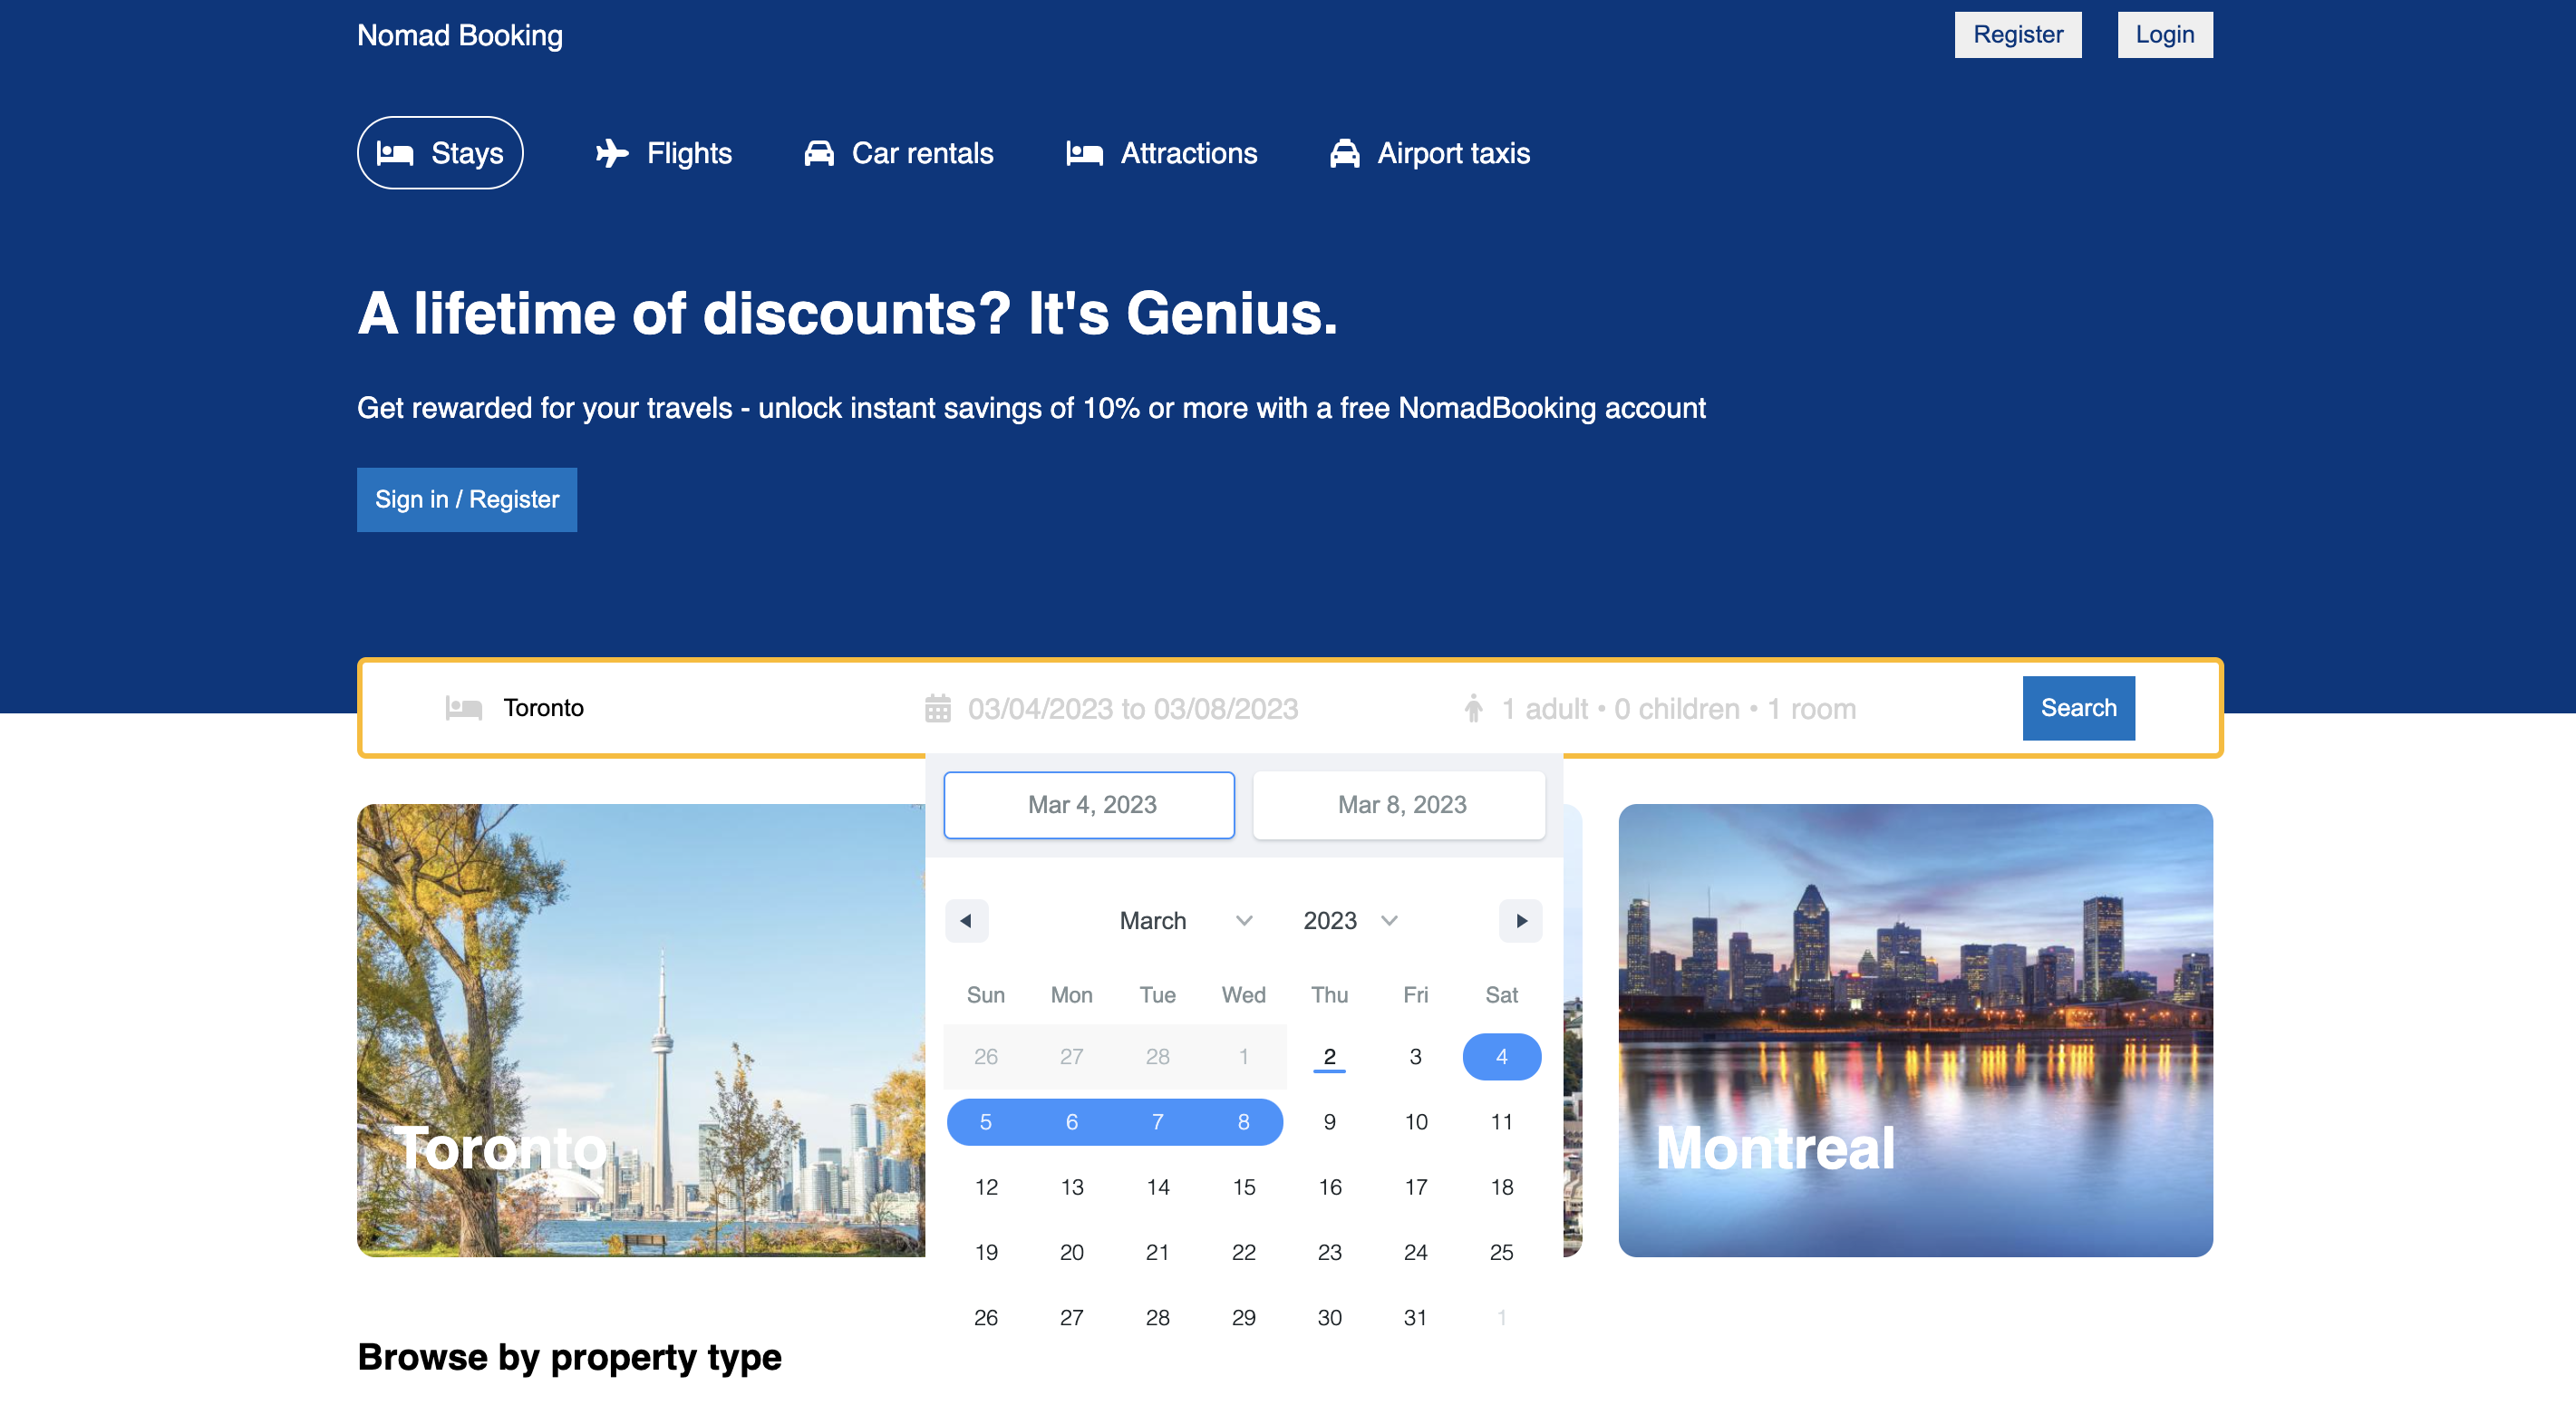 Nomad Booking
Register
Login
Stays
Flights
Car rentals
Attractions
Airport taxis
A lifetime of discounts? It's Genius.
Get rewarded for your travels - unlock instant savings of 10% or more with a free NomadBooking account
Sign in / Register
Toronto
03/04/2023 to 03/08/2023
1 adult • 0 children • 1 room
Search
Mar 4, 2023
Mar 8, 2023
March
2023
Sun Mon Tue Wed Thu Fri Sat
26 27 28 1 2 3 4
5 6 7 8 9 10 11
12 13 14 15 16 17 18
19 20 21 22 23 24 25
26 27 28 29 30 31 1
Toronto
Montreal
Browse by property type